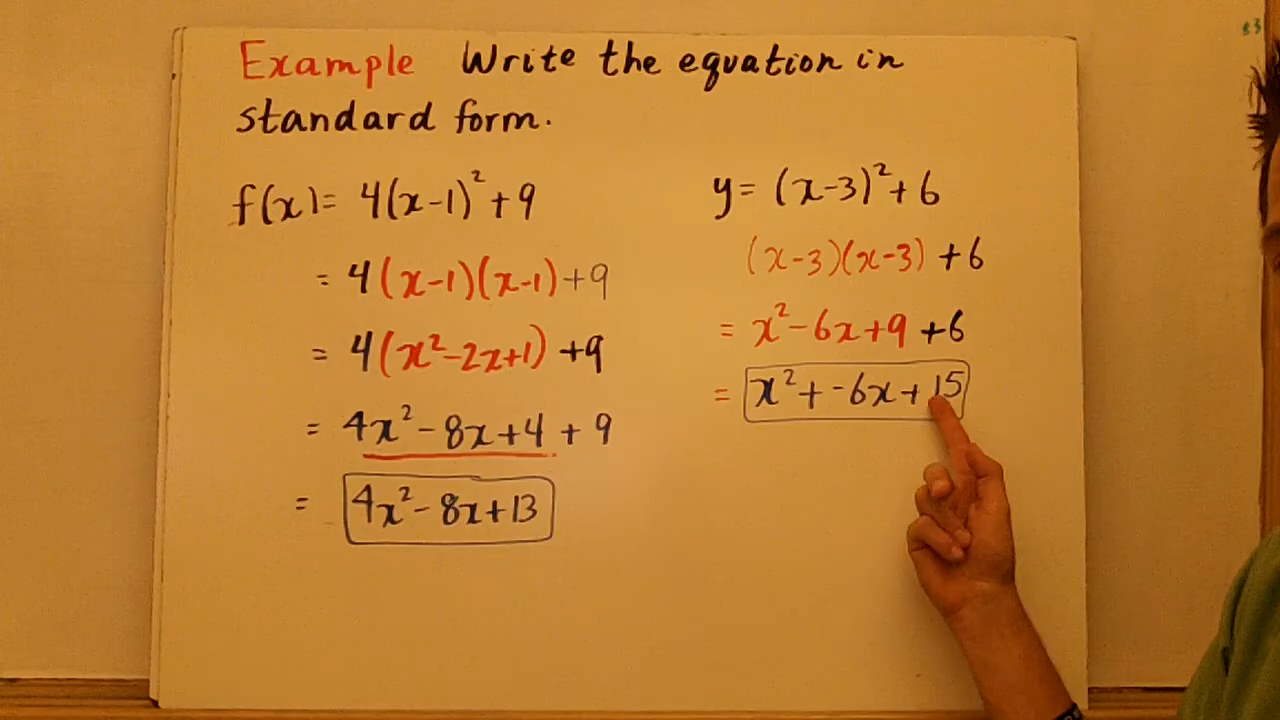 Example Write the equation in
standard form.
f(x)= 4(x-1)²+9
= 4(x-1)(x-1)+9
= 4(x²-2x+1) +9
= 4x²-8x+4 + 9
= 4x²-8x+13
y= (x-3)²+6
(x-3)(x-3) +6
= x²-6x+9 +6
= x²+-6x+15